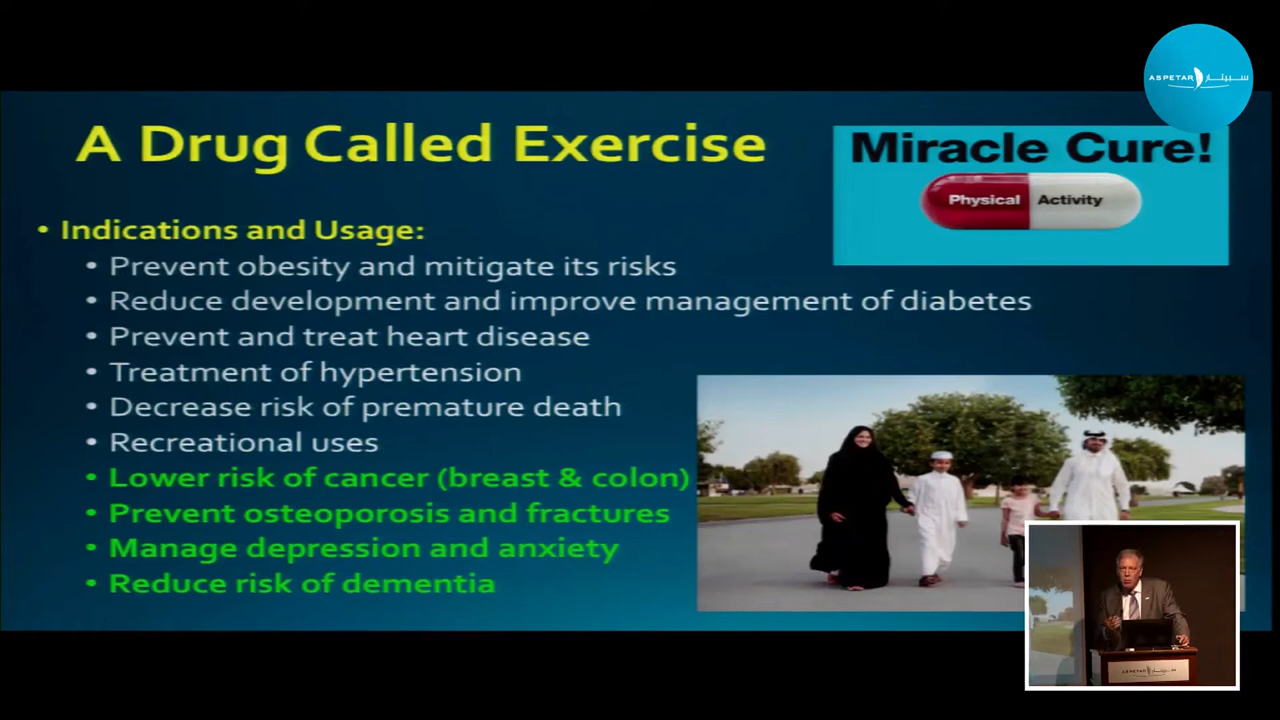 ASPETAR سبيتار
A Drug Called Exercise
Miracle Cure!
Physical Activity
• Indications and Usage:
• Prevent obesity and mitigate its risks
• Reduce development and improve management of diabetes
• Prevent and treat heart disease
• Treatment of hypertension
• Decrease risk of premature death
• Recreational uses
• Lower risk of cancer (breast & colon)
• Prevent osteoporosis and fractures
• Manage depression and anxiety
• Reduce risk of dementia
ASPETAR سبيتار